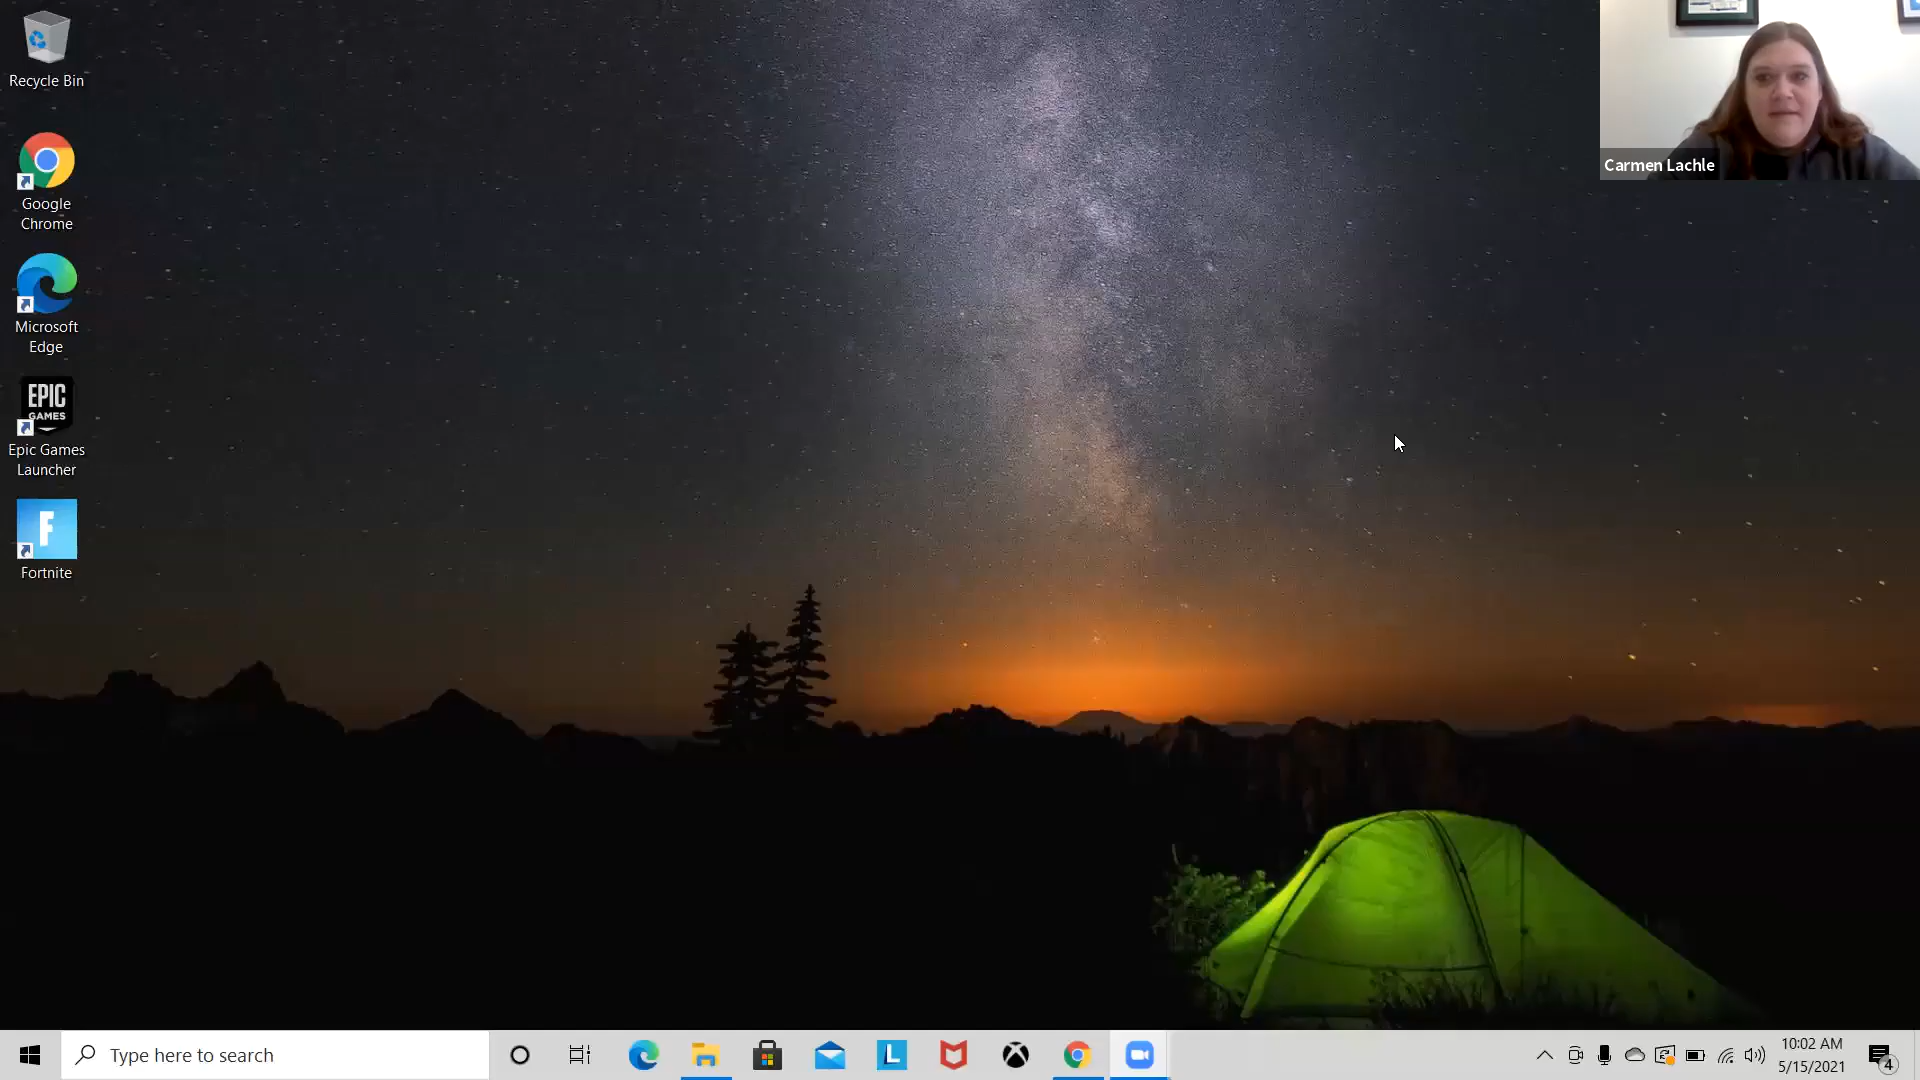 Recycle Bin
Google
Chrome
Microsoft
Edge
EPIC
GAMES
Epic Games
Launcher
F
Fortnite
Carmen Lachle
Type here to search
L
10:02 AM
5/15/2021
4